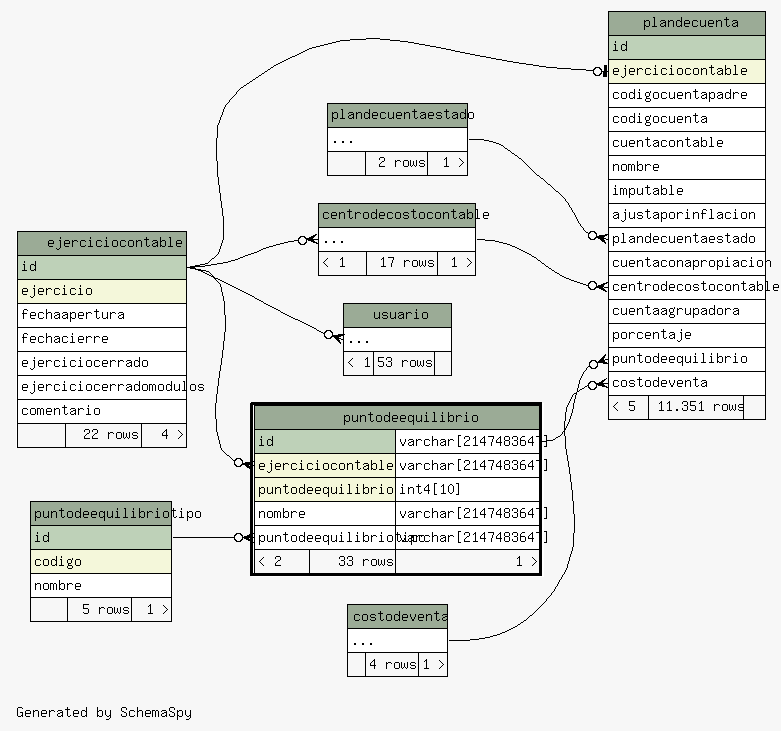 plandecuenta
id
ejerciciocontable
codigocuentapadre
codigocuenta
cuentacontable
nombre
imputable
ajustaporinflacion
plandecuentaestado
cuentaconapropiacion
centrodecostocontable
cuentaagrupadora
porcentaje
puntodeequilibrio
costodeventa
< 5 11.351 rows
plandecuentaestado
...
2 rows 1 >
centrodecostocontable
...
< 1 17 rows 1 >
ejerciciocontable
id
ejercicio
fechaapertura
fechacierre
ejerciciocerrado
ejerciciocerradomodulos
comentario
22 rows 4 >
usuario
...
< 1 53 rows
puntodeequilibrio
id varchar[2147483647]
ejerciciocontable varchar[2147483647]
puntodeequilibrio int4[10]
nombre varchar[2147483647]
puntodeequilibriotipo varchar[2147483647]
< 2 33 rows 1 >
puntodeequilibriotipo
id
codigo
nombre
5 rows 1 >
costodeventa
...
4 rows 1 >
Generated by SchemaSpy